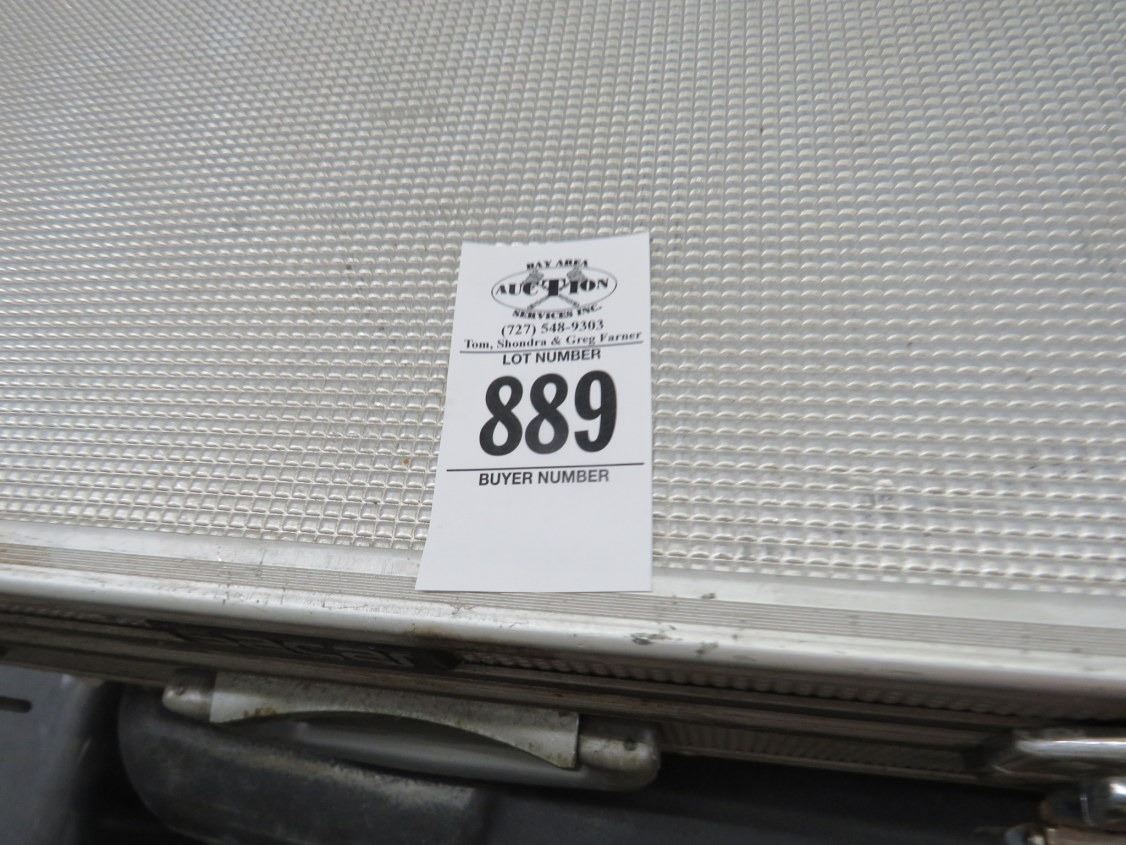 BAY AREA
AUCTION
SERVICES INC.
(727) 548-9303
Tom, Shondra & Greg Farner
LOT NUMBER
889
BUYER NUMBER